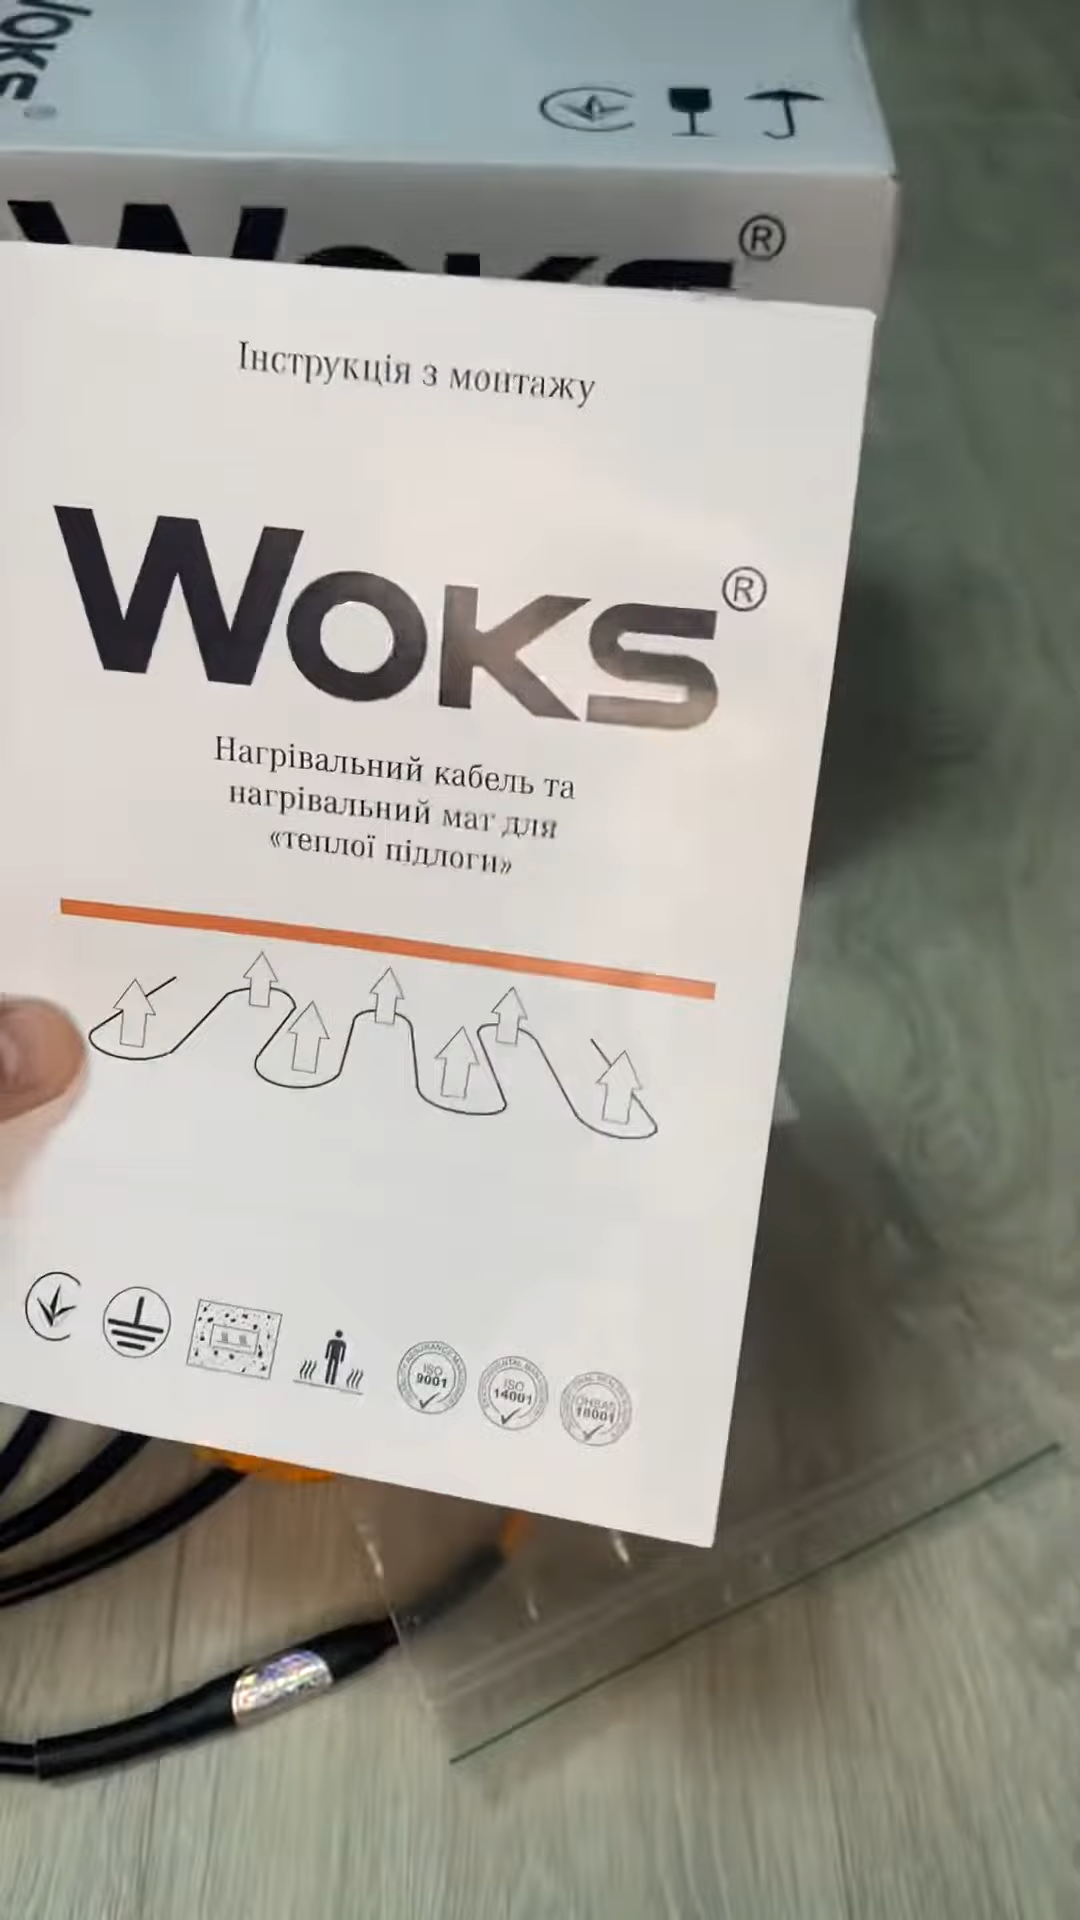 WOKS®
Інструкція з монтажу
WOKS®
Нагрівальний кабель та
нагрівальний мат для
«теплої підлоги»
ISO
9001
ISO
14001
OHSAS
18001